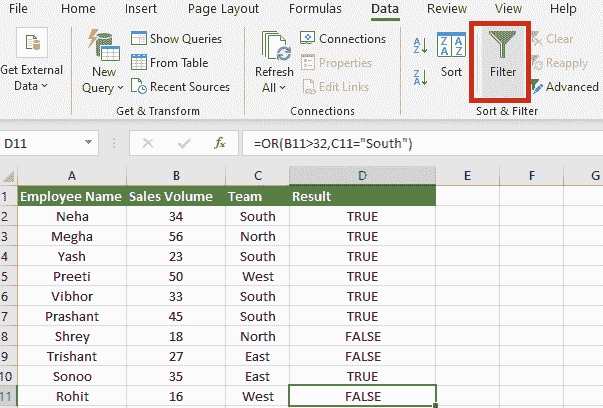 File Home Insert Page Layout Formulas Data Review View Help
Get External Data
New Query
Show Queries
From Table
Recent Sources
Get & Transform
Refresh All
Connections
Properties
Edit Links
Connections
A Z
Z A
Z A A Z
Sort
Filter
Clear
Reapply
Advanced
Sort & Filter
D11 =OR(B11>32,C11="South")
A B C D E F G
1 Employee Name Sales Volume Team Result
2 Neha 34 South TRUE
3 Megha 56 North TRUE
4 Yash 23 South TRUE
5 Preeti 50 West TRUE
6 Vibhor 33 South TRUE
7 Prashant 45 South TRUE
8 Shrey 18 North FALSE
9 Trishant 27 East FALSE
10 Sonoo 35 East TRUE
11 Rohit 16 West FALSE